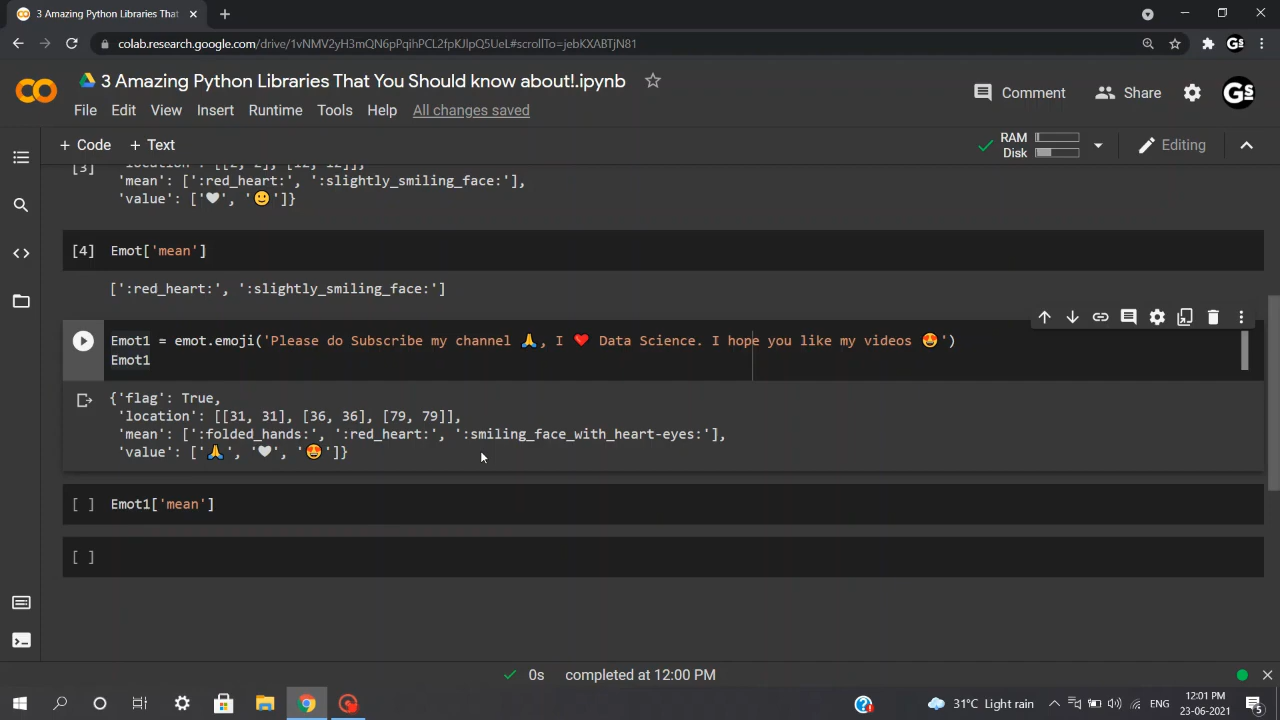 3 Amazing Python Libraries That
colab.research.google.com/drive/1vNMV2yH3mQN6pPqihPCL2fpKJlpQ5UeL#scrollTo=jebKXABTjN81
3 Amazing Python Libraries That You Should know about!.ipynb
File Edit View Insert Runtime Tools Help All changes saved
Comment Share GS
+ Code + Text
RAM
Disk
Editing
[3]
'mean': [':red_heart:', ':slightly_smiling_face:'],
'value': ['🤍', '🙂']}
[4] Emot['mean']
[':red_heart:', ':slightly_smiling_face:']
Emot1 = emot.emoji('Please do Subscribe my channel 🙏, I ❤️ Data Science. I hope you like my videos 😍')
Emot1
{'flag': True,
'location': [[31, 31], [36, 36], [79, 79]],
'mean': [':folded_hands:', ':red_heart:', ':smiling_face_with_heart-eyes:'],
'value': ['🙏', '🤍', '😍']}
[ ] Emot1['mean']
[ ]
0s completed at 12:00 PM
31°C Light rain
ENG
12:01 PM
23-06-2021
5